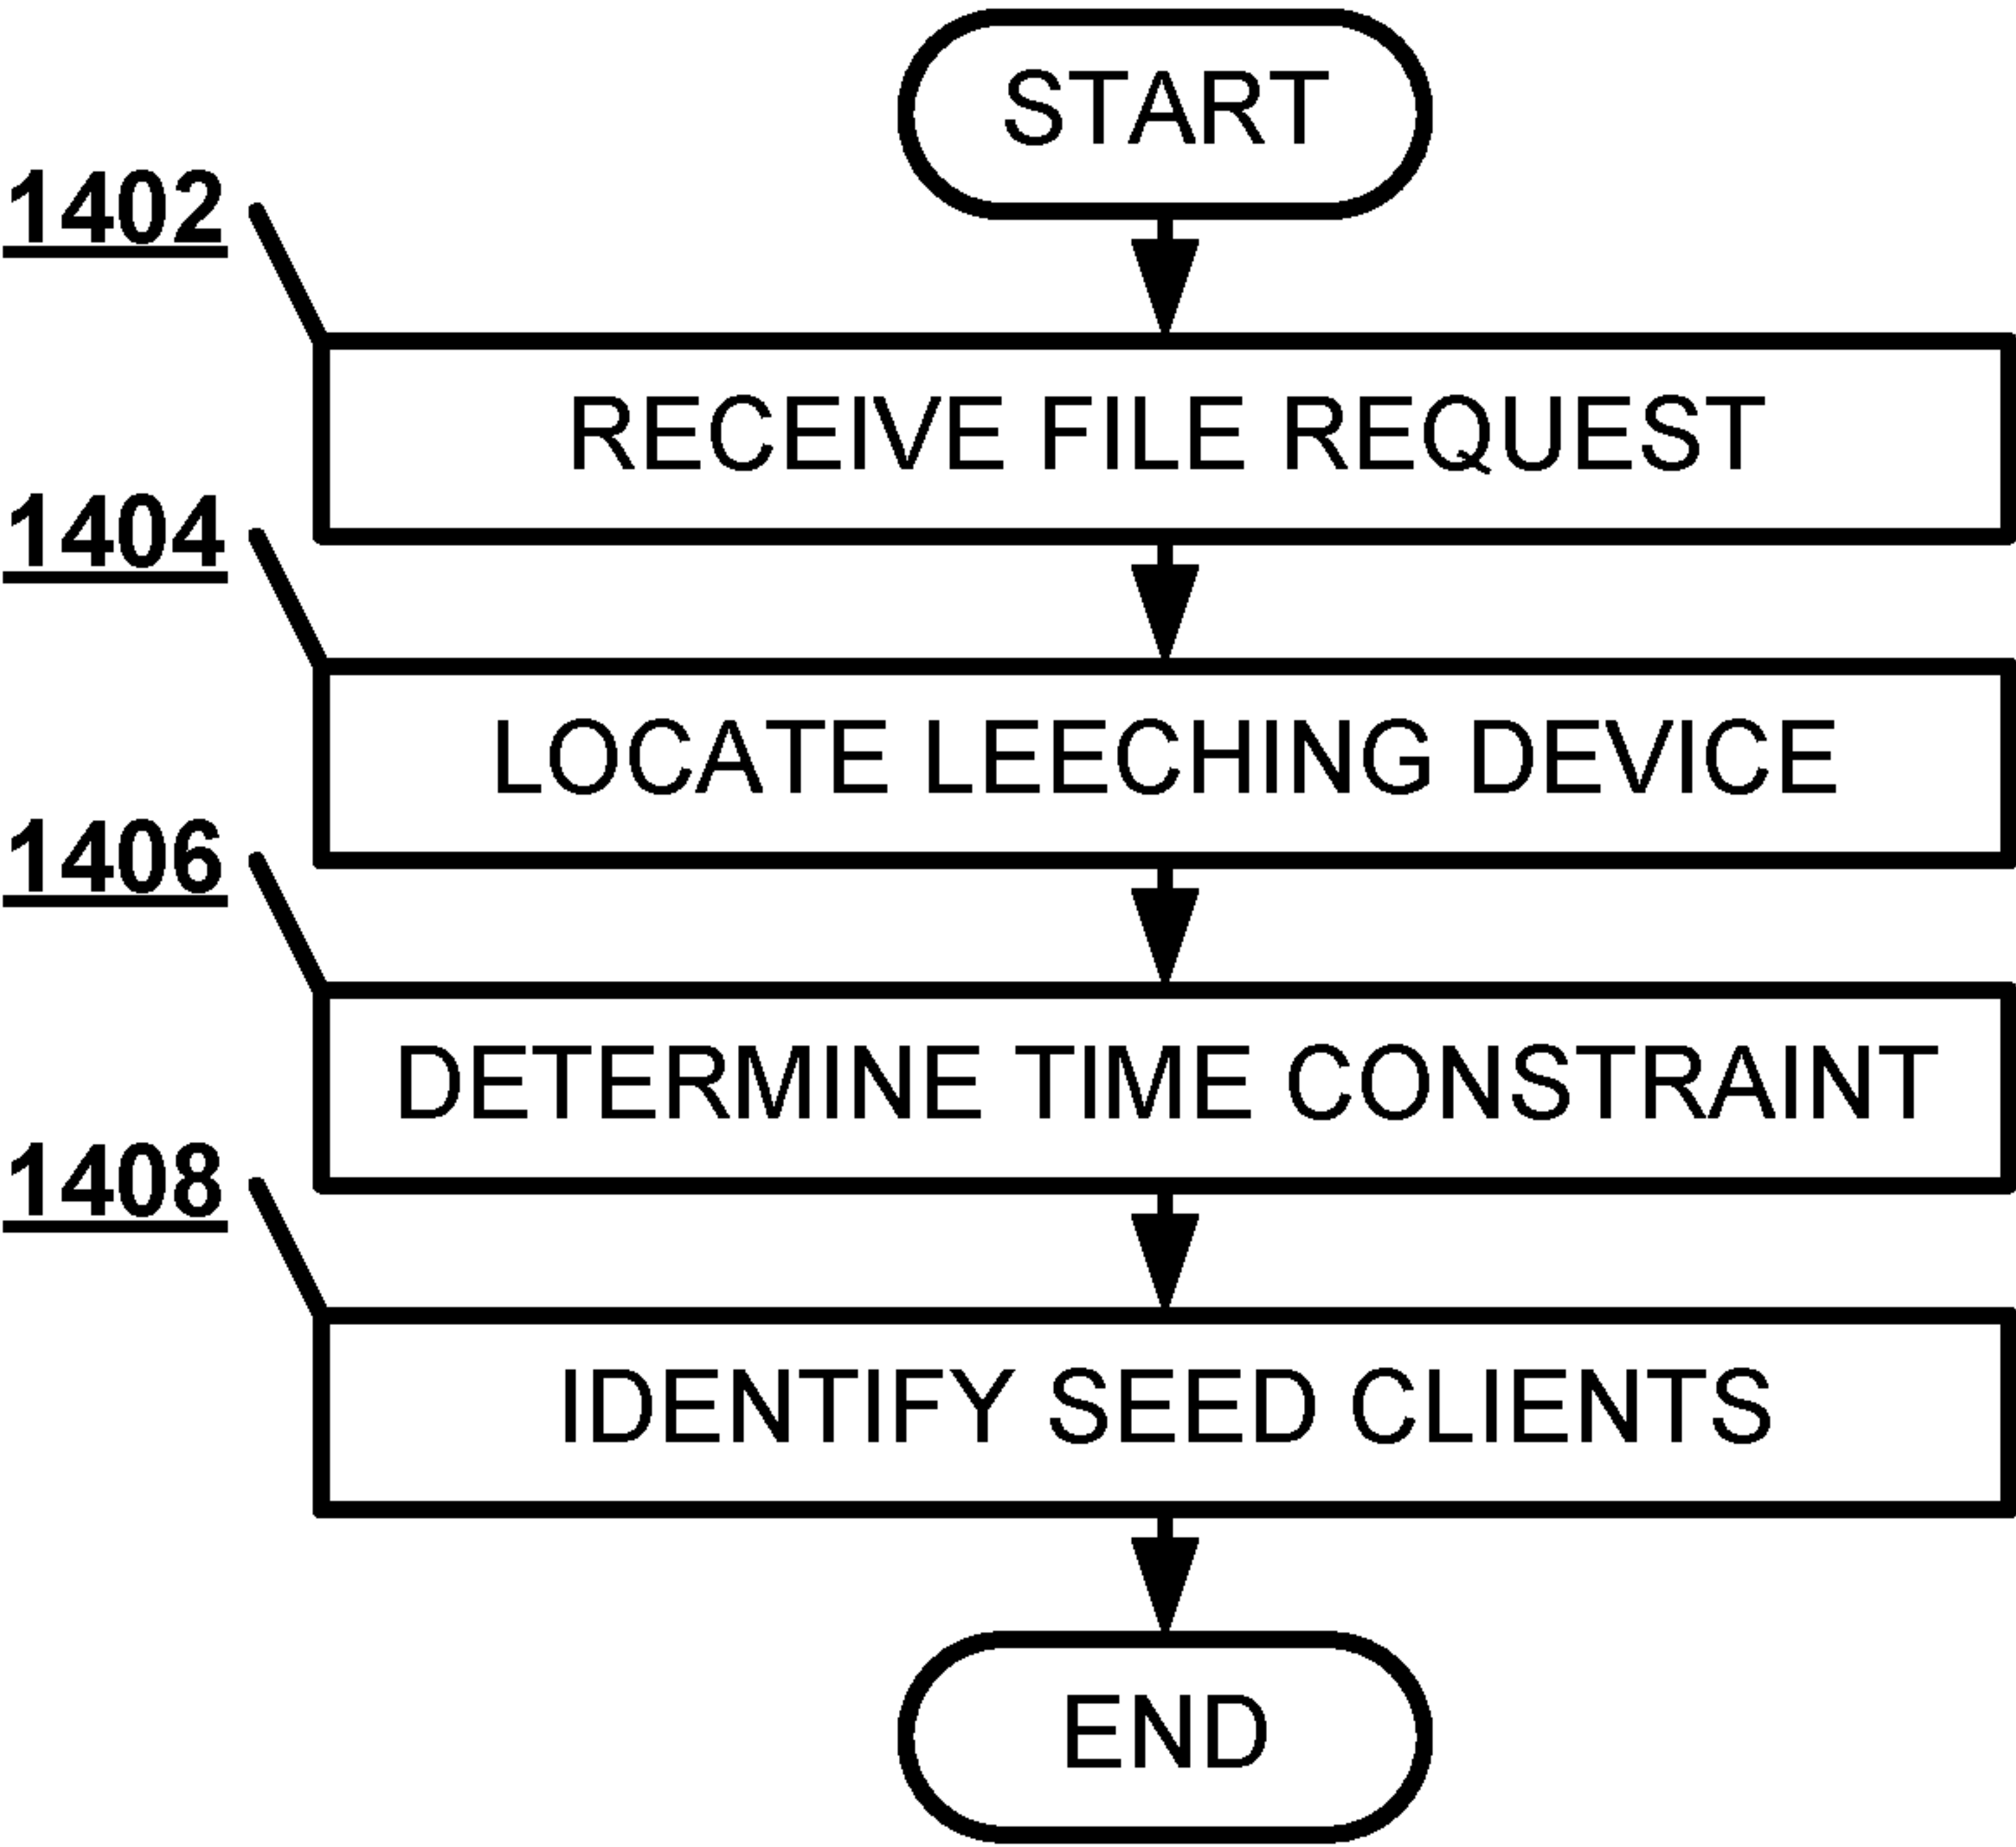 START
1402
RECEIVE FILE REQUEST
1404
LOCATE LEECHING DEVICE
1406
DETERMINE TIME CONSTRAINT
1408
IDENTIFY SEED CLIENTS
END